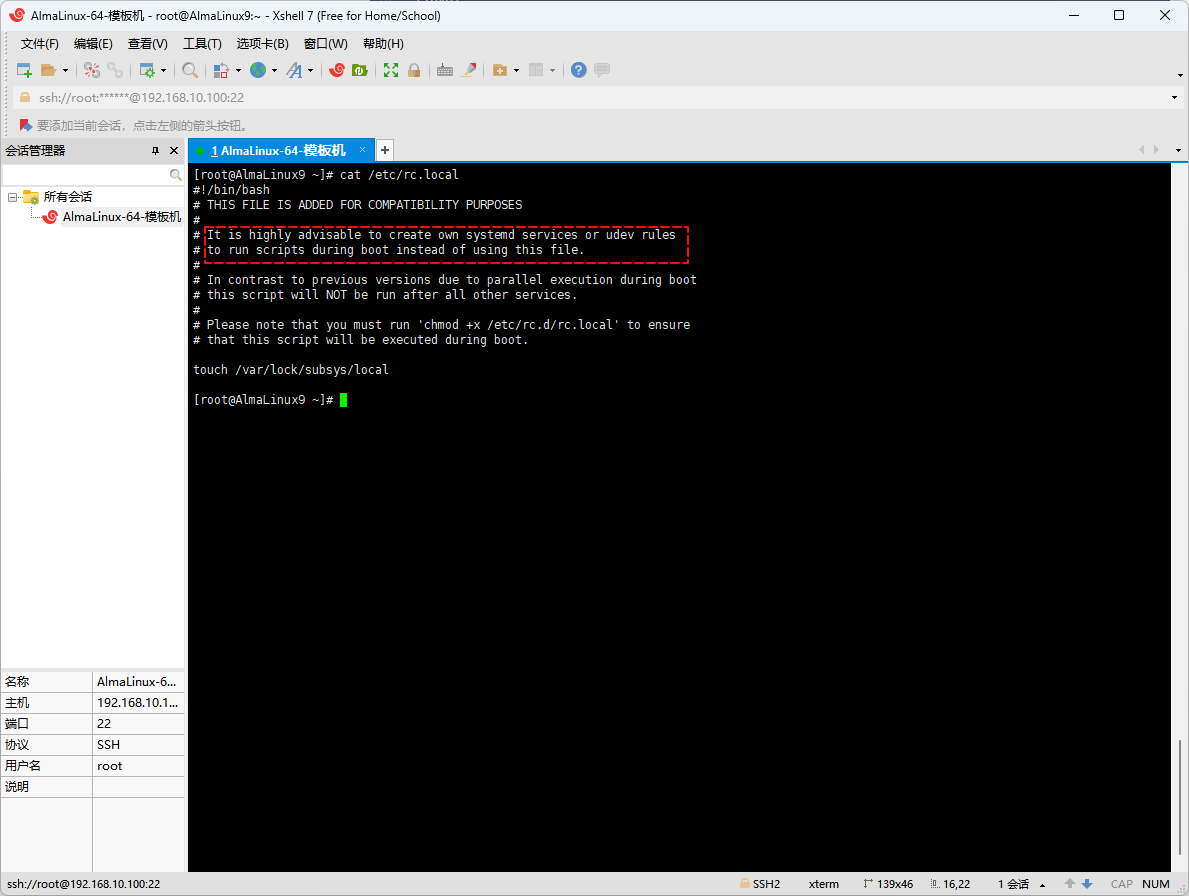 AlmaLinux-64-模板机 - root@AlmaLinux9:~ - Xshell 7 (Free for Home/School)
文件(F) 编辑(E) 查看(V) 工具(T) 选项卡(B) 窗口(W) 帮助(H)
ssh://root:******@192.168.10.100:22
要添加当前会话，点击左侧的箭头按钮。
会话管理器
1 AlmaLinux-64-模板机
所有会话
AlmaLinux-64-模板机
[root@AlmaLinux9 ~]# cat /etc/rc.local
#!/bin/bash
# THIS FILE IS ADDED FOR COMPATIBILITY PURPOSES
#
# It is highly advisable to create own systemd services or udev rules
# to run scripts during boot instead of using this file.
#
# In contrast to previous versions due to parallel execution during boot
# this script will NOT be run after all other services.
#
# Please note that you must run 'chmod +x /etc/rc.d/rc.local' to ensure
# that this script will be executed during boot.
touch /var/lock/subsys/local
[root@AlmaLinux9 ~]#
名称 AlmaLinux-6...
主机 192.168.10.1...
端口 22
协议 SSH
用户名 root
说明
ssh://root@192.168.10.100:22 SSH2 xterm 139x46 16,22 1 会话 CAP NUM